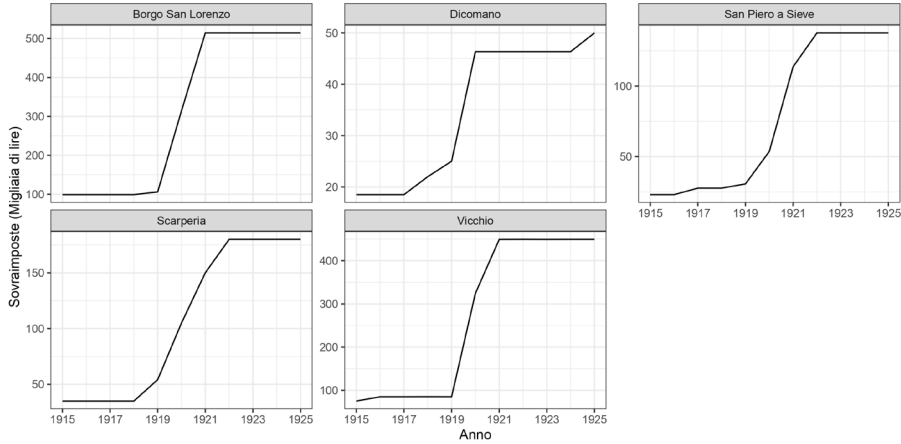 Borgo San Lorenzo
Dicomano
San Piero a Sieve
500
400
300
200
100
50
40
30
20
100
50
1915 1917 1919 1921 1923 1925
Scarperia
Vicchio
150
100
50
400
300
200
100
1915 1917 1919 1921 1923 1925
1915 1917 1919 1921 1923 1925
Sovraimposte (Migliaia di lire)
Anno